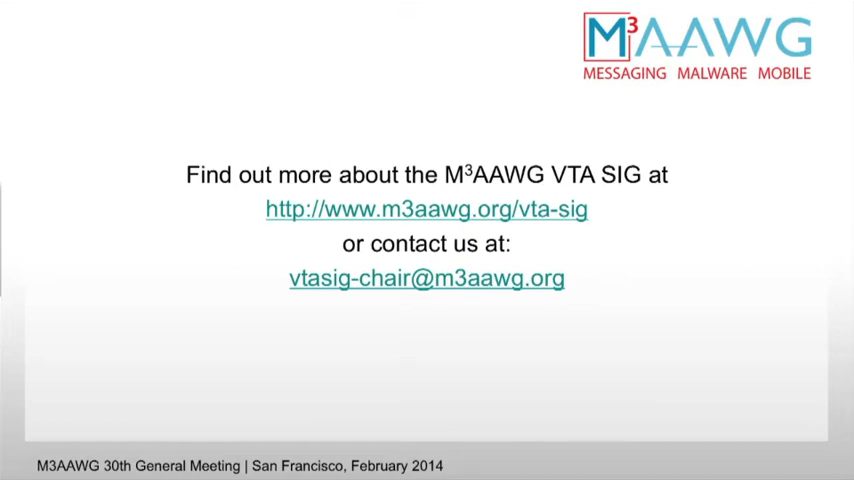 M³AAWG
MESSAGING MALWARE MOBILE
Find out more about the M³AAWG VTA SIG at
http://www.m3aawg.org/vta-sig
or contact us at:
vtasig-chair@m3aawg.org
M3AAWG 30th General Meeting | San Francisco, February 2014